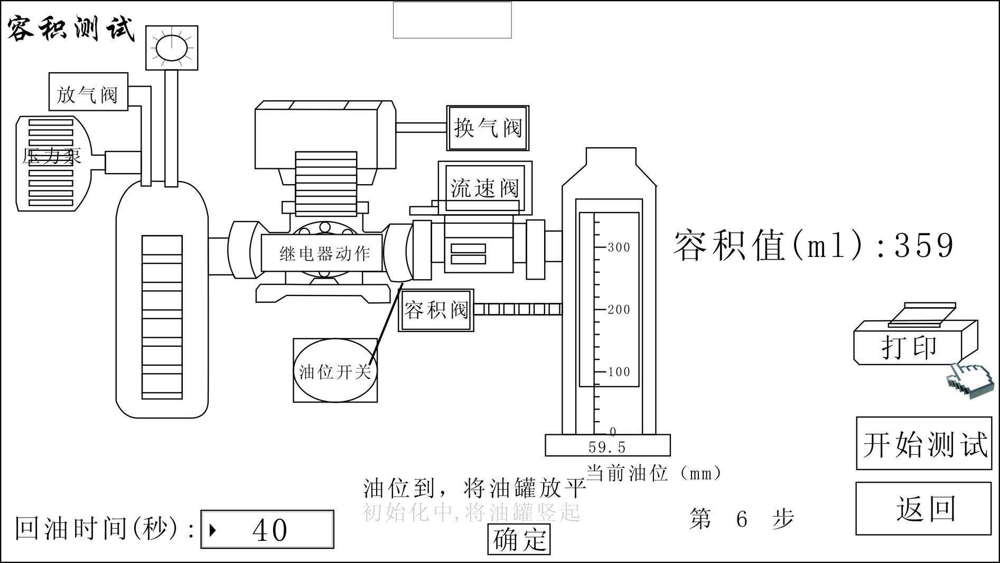 容积测试
放气阀
压力泵
换气阀
流速阀
继电器动作
容积阀
油位开关
300
200
100
0
59.5
当前油位（mm）
容积值(ml):359
打印
开始测试
返回
油位到，将油罐放平
初始化中,将油罐竖起
确定
回油时间(秒):
40
第 6 步